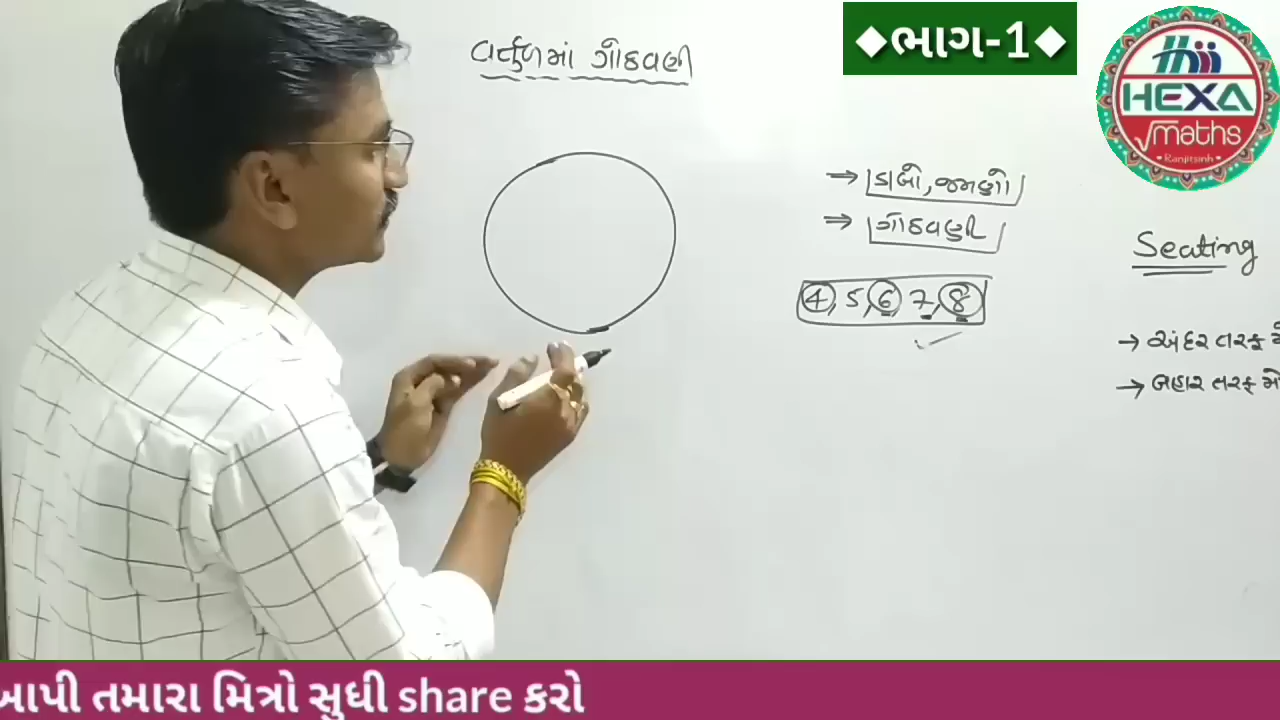 વર્તુળમાં ગોઠવણી
◆ભાગ-1◆
HEXA
√maths
• Ranjitsinh •
→ ડાબો, જમણો
⇒ ગોઠવણી
4, 5, 6, 7, 8
Seating
→ અંદર તરફ
→ બહાર તરફ
આપી તમારા મિત્રો સુધી share કરો